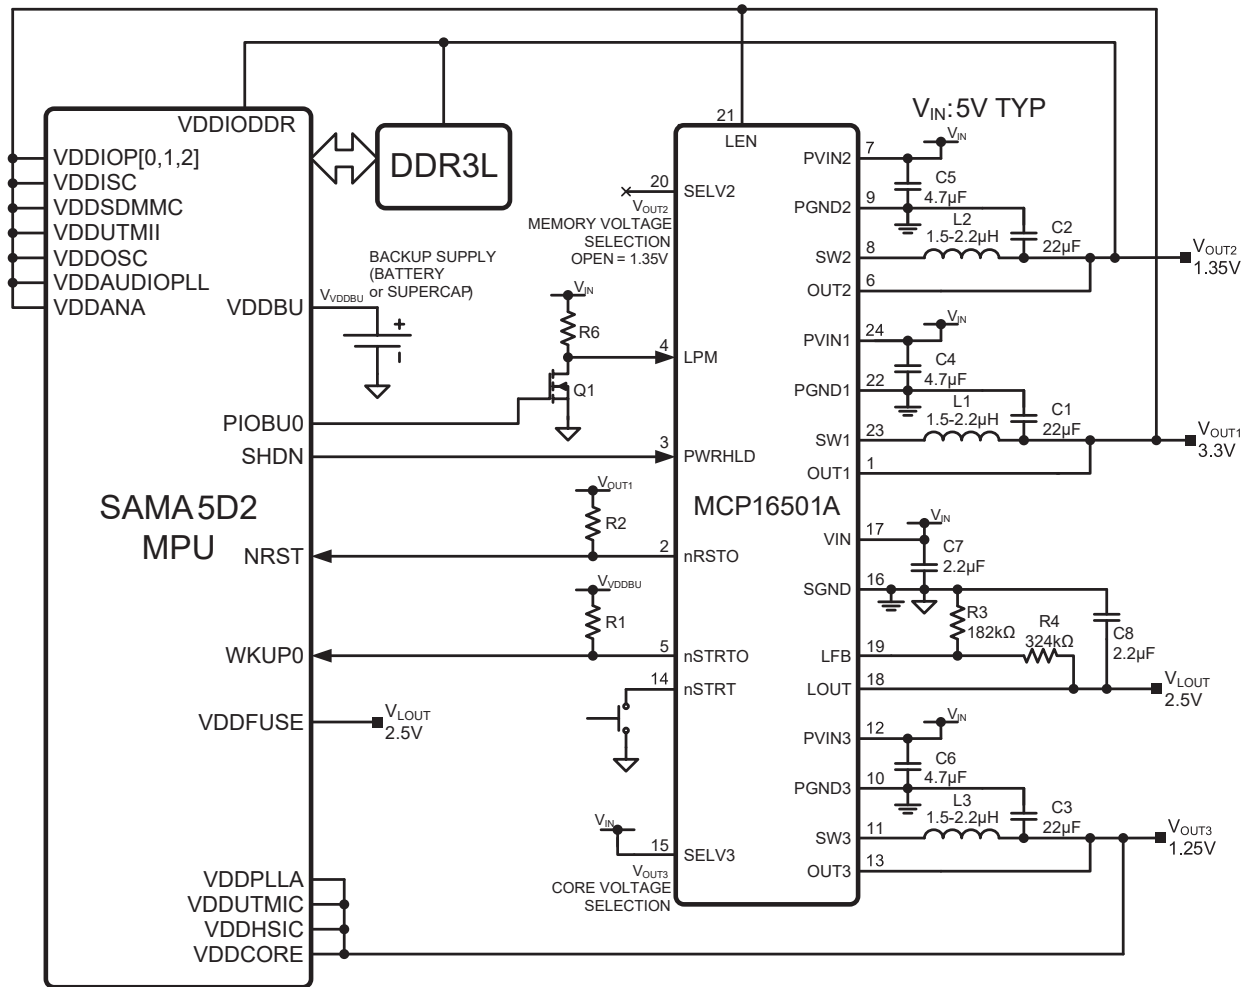 VDDIODDR
VDDIOP[0,1,2]
VDDISC
VDDSDMMC
VDDUTMII
VDDOSC
VDDAUDIOPLL
VDDANA
VDDBU
PIOBU0
SHDN
SAMA5D2
MPU
NRST
WKUP0
VDDFUSE
VDDPLLA
VDDUTMIC
VDDHSIC
VDDCORE
DDR3L
VVDDBU
BACKUP SUPPLY
(BATTERY
or SUPERCAP)
+
−
VIN
R6
Q1
VOUT1
R2
VVDDBU
R1
VLOUT
2.5V
VOUT2
MEMORY VOLTAGE
SELECTION
OPEN = 1.35V
VIN
VOUT3
CORE VOLTAGE
SELECTION
21
LEN
20
SELV2
4
LPM
3
PWRHLD
MCP16501A
2
nRSTO
5
nSTRTO
14
nSTRT
15
SELV3
VIN: 5V TYP
PVIN2
7
VIN
C5
4.7µF
PGND2
9
L2
1.5-2.2µH
C2
22µF
SW2
8
OUT2
6
VOUT2
1.35V
PVIN1
24
VIN
C4
4.7µF
PGND1
22
L1
1.5-2.2µH
C1
22µF
SW1
23
OUT1
1
VOUT1
3.3V
VIN
17
VIN
C7
2.2µF
SGND
16
R3
182kΩ
R4
324kΩ
C8
2.2µF
LFB
19
LOUT
18
VLOUT
2.5V
PVIN3
12
VIN
C6
4.7µF
PGND3
10
L3
1.5-2.2µH
C3
22µF
SW3
11
OUT3
13
VOUT3
1.25V